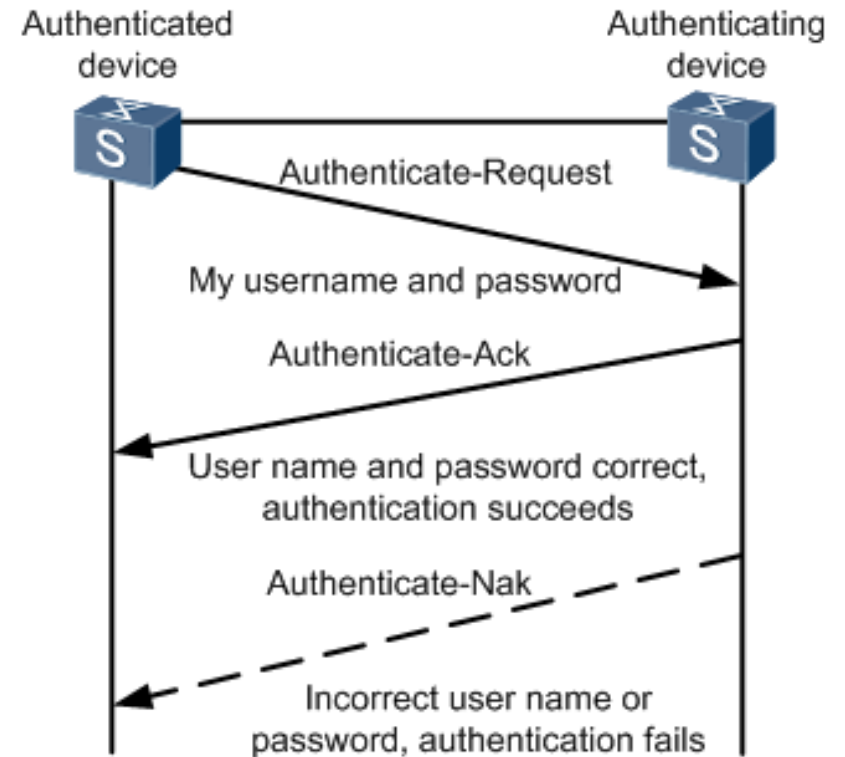 Authenticated
device
Authenticating
device
S
S
Authenticate-Request
My username and password
Authenticate-Ack
User name and password correct,
authentication succeeds
Authenticate-Nak
Incorrect user name or
password, authentication fails